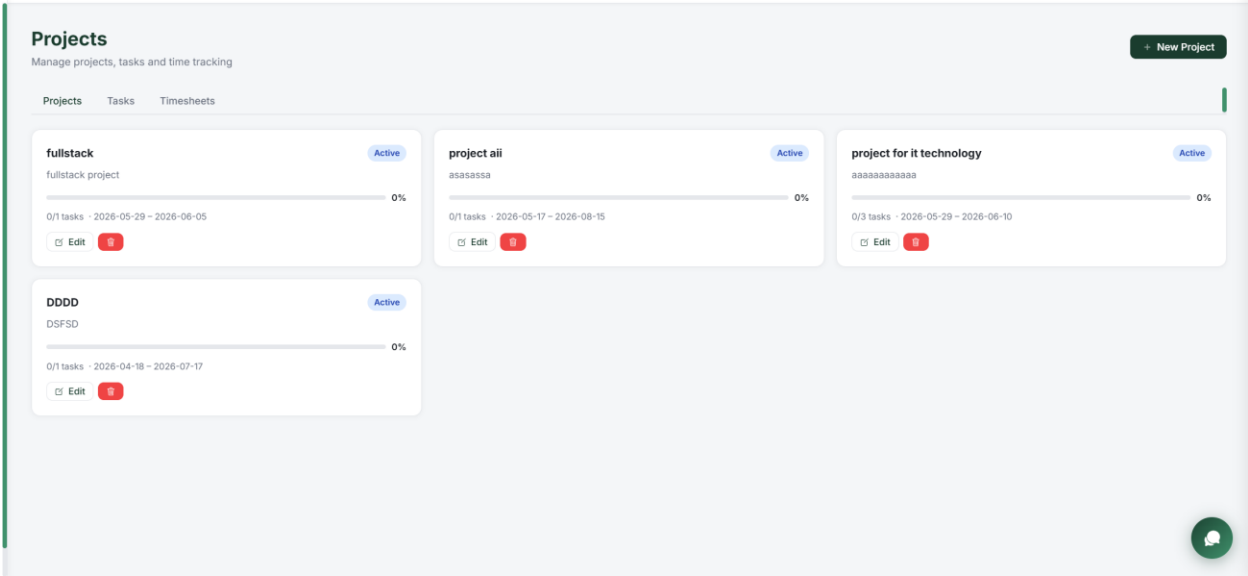 Projects
Manage projects, tasks and time tracking
+ New Project
Projects
Tasks
Timesheets
fullstack
Active
fullstack project
0%
0/1 tasks · 2026-05-29 – 2026-06-05
Edit
project aii
Active
asasassa
0%
0/1 tasks · 2026-05-17 – 2026-08-15
Edit
project for it technology
Active
aaaaaaaaaaaa
0%
0/3 tasks · 2026-05-29 – 2026-06-10
Edit
DDDD
Active
DSFSD
0%
0/1 tasks · 2026-04-18 – 2026-07-17
Edit